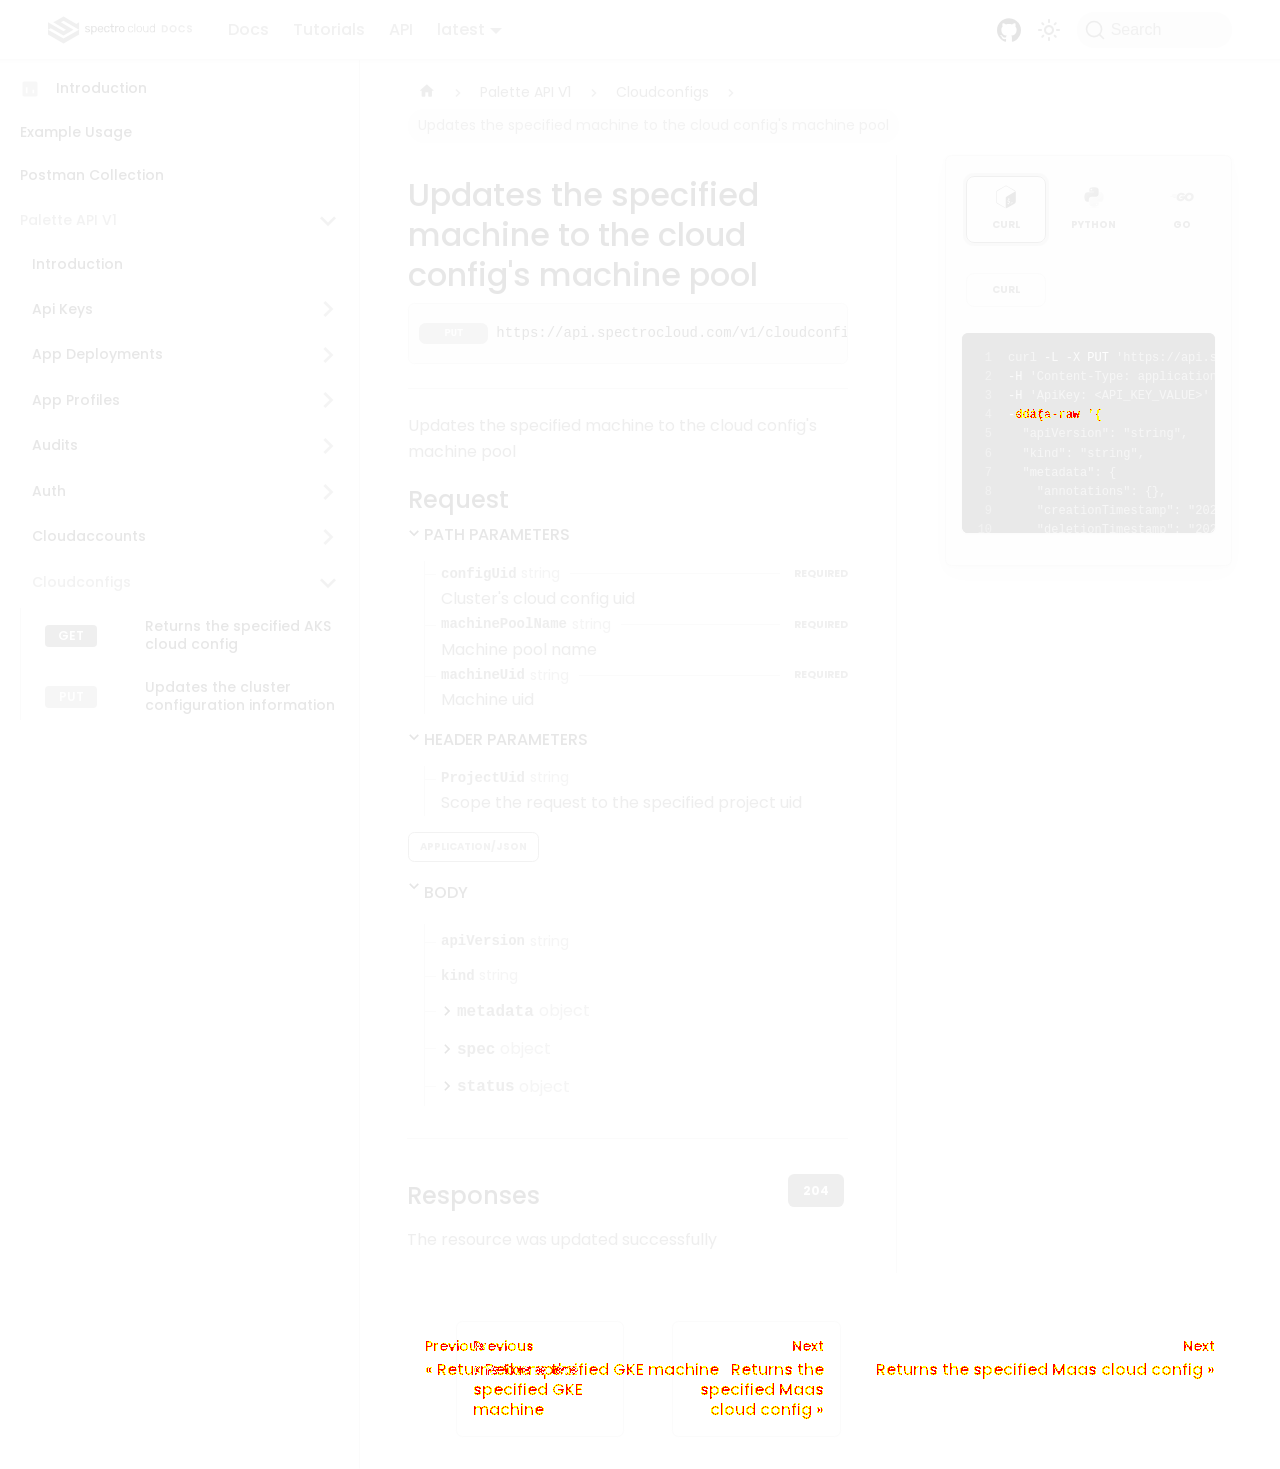 spectro cloud DOCS
Docs Tutorials API latest
Search
Introduction
Example Usage
Postman Collection
Palette API V1
Introduction
Api Keys
App Deployments
App Profiles
Audits
Auth
Cloudaccounts
Cloudconfigs
GET Returns the specified AKS
cloud config
PUT Updates the cluster
configuration information
Palette API V1 Cloudconfigs
Updates the specified machine to the cloud config's machine pool
Updates the specified
machine to the cloud
config's machine pool
PUT https://api.spectrocloud.com/v1/cloudconfi
Updates the specified machine to the cloud config's
machine pool
Request
PATH PARAMETERS
configUid string REQUIRED
Cluster's cloud config uid
machinePoolName string REQUIRED
Machine pool name
machineUid string REQUIRED
Machine uid
HEADER PARAMETERS
ProjectUid string
Scope the request to the specified project uid
APPLICATION/JSON
BODY
apiVersion string
kind string
metadata object
spec object
status object
Responses
204
The resource was updated successfully
CURL PYTHON GO
CURL
1 curl -L -X PUT 'https://api.s
2 -H 'Content-Type: application
3 -H 'ApiKey: <API_KEY_VALUE>'
4
5 "apiVersion": "string",
6 "kind": "string",
7 "metadata": {
8 "annotations": {},
9 "creationTimestamp": "202
10 "deletionTimestamp": "202
Previous
Previous
« Returns the specified GKE machine
specified GKE
machine
Next
Returns the
specified Maas
cloud config »
Next
Returns the specified Maas cloud config »